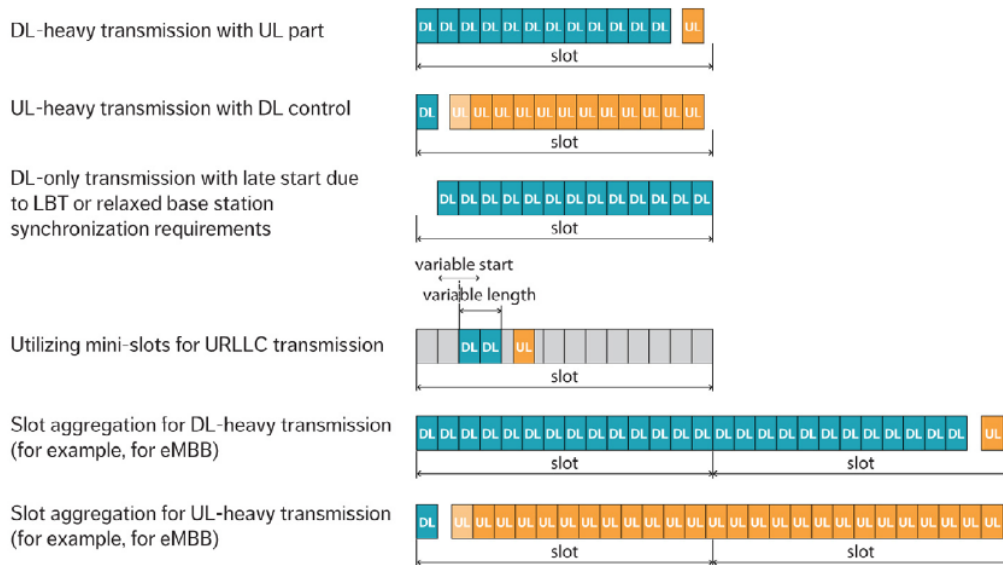 DL-heavy transmission with UL part
DL DL DL DL DL DL DL DL DL DL DL DL UL
slot
UL-heavy transmission with DL control
DL UL UL UL UL UL UL UL UL UL UL UL UL
slot
DL-only transmission with late start due
to LBT or relaxed base station
synchronization requirements
DL DL DL DL DL DL DL DL DL DL DL DL DL
slot
variable start
variable length
Utilizing mini-slots for URLLC transmission
DL DL UL
slot
Slot aggregation for DL-heavy transmission
(for example, for eMBB)
DL DL DL DL DL DL DL DL DL DL DL DL DL DL DL DL DL DL DL DL DL DL DL DL DL DL UL
slot slot
Slot aggregation for UL-heavy transmission
(for example, for eMBB)
DL UL UL UL UL UL UL UL UL UL UL UL UL UL UL UL UL UL UL UL UL UL UL UL UL UL UL
slot slot